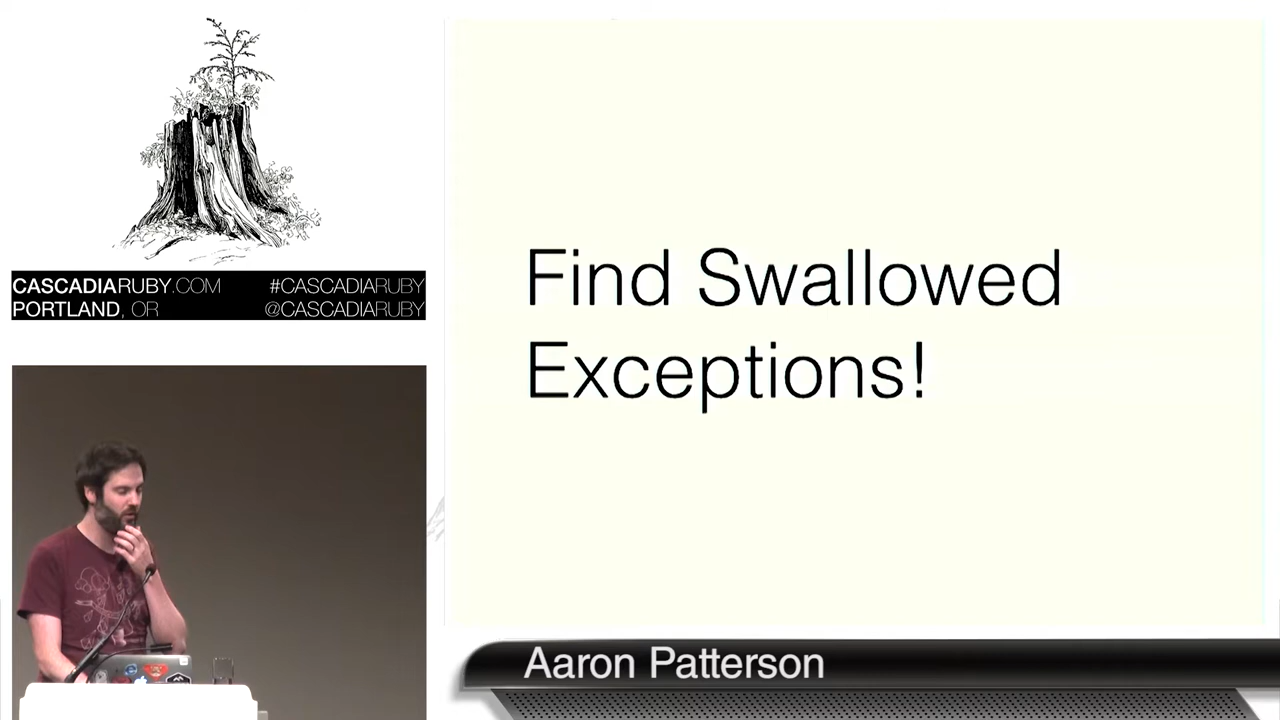 CASCADIARUBY.COM #CASCADIARUBY
PORTLAND, OR @CASCADIARUBY
Find Swallowed
Exceptions!
Aaron Patterson